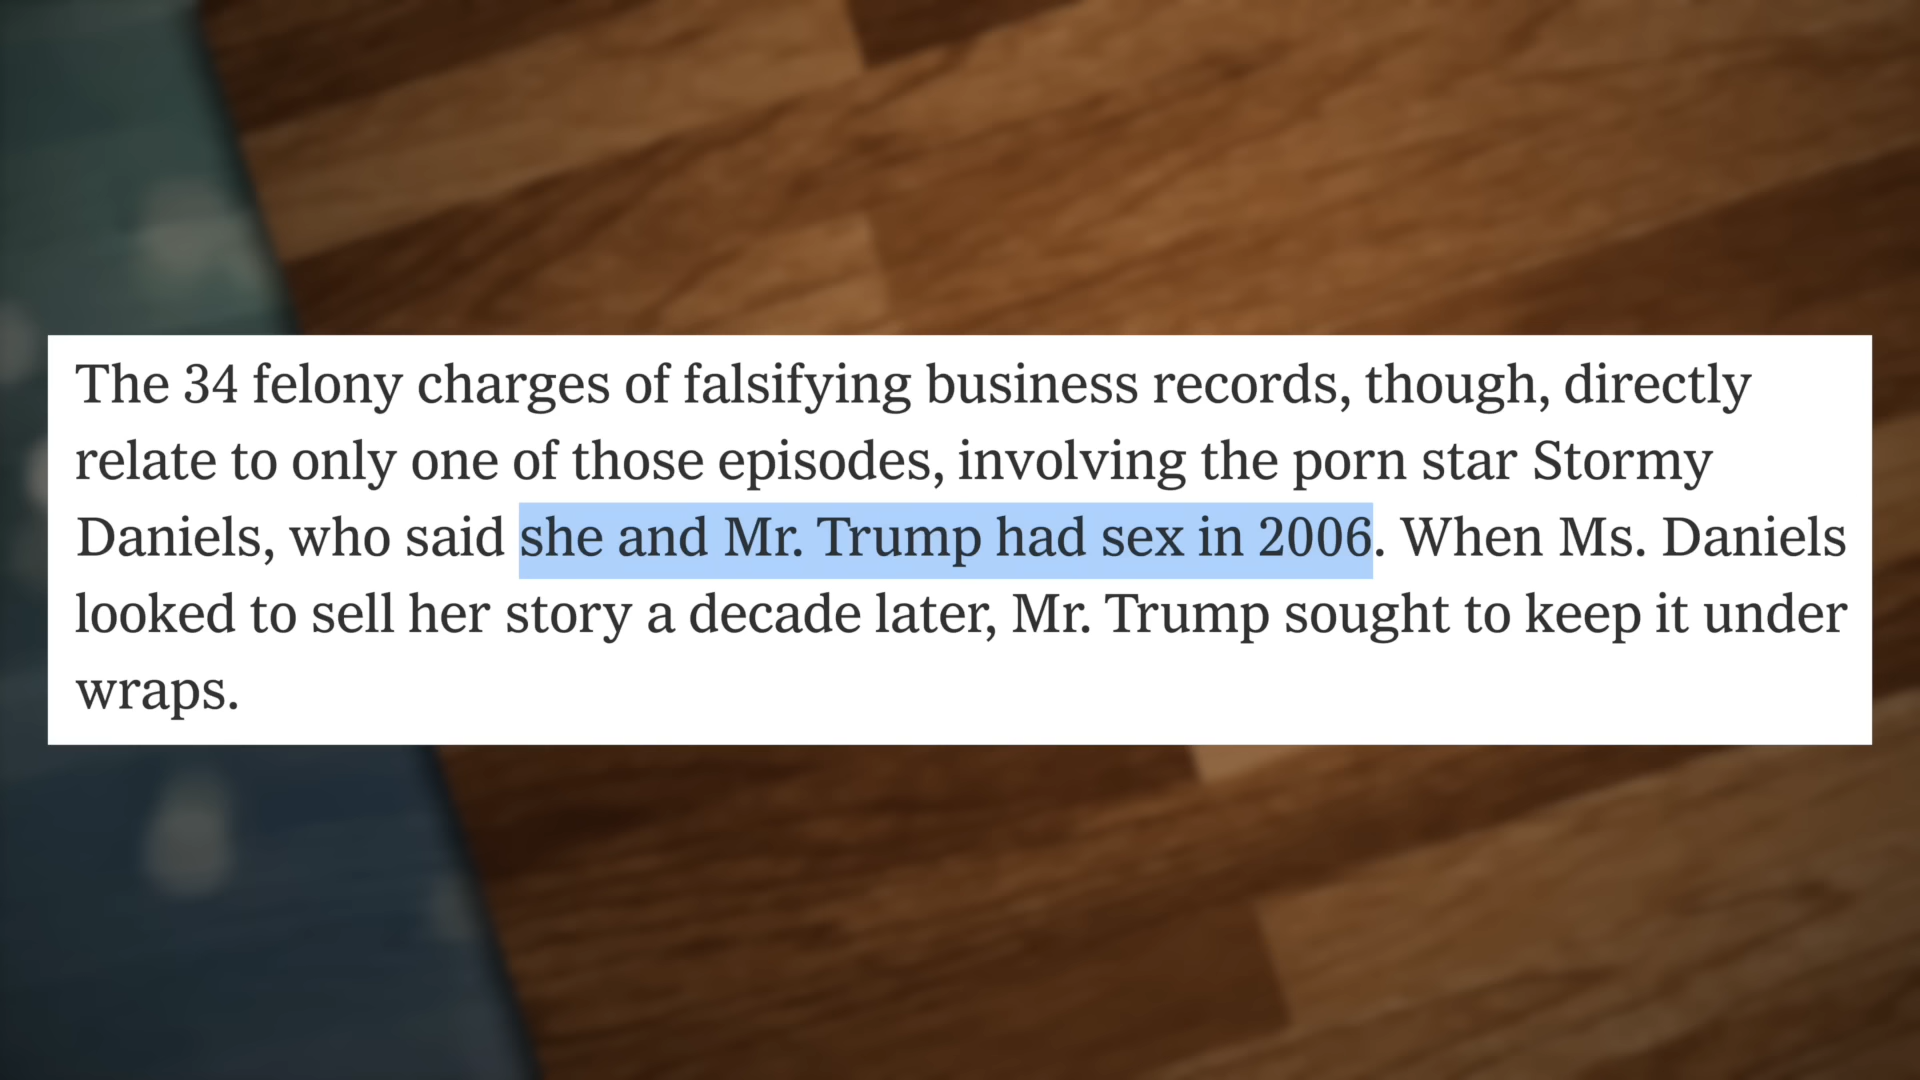 The 34 felony charges of falsifying business records, though, directly
relate to only one of those episodes, involving the porn star Stormy
Daniels, who said she and Mr. Trump had sex in 2006. When Ms. Daniels
looked to sell her story a decade later, Mr. Trump sought to keep it under
wraps.